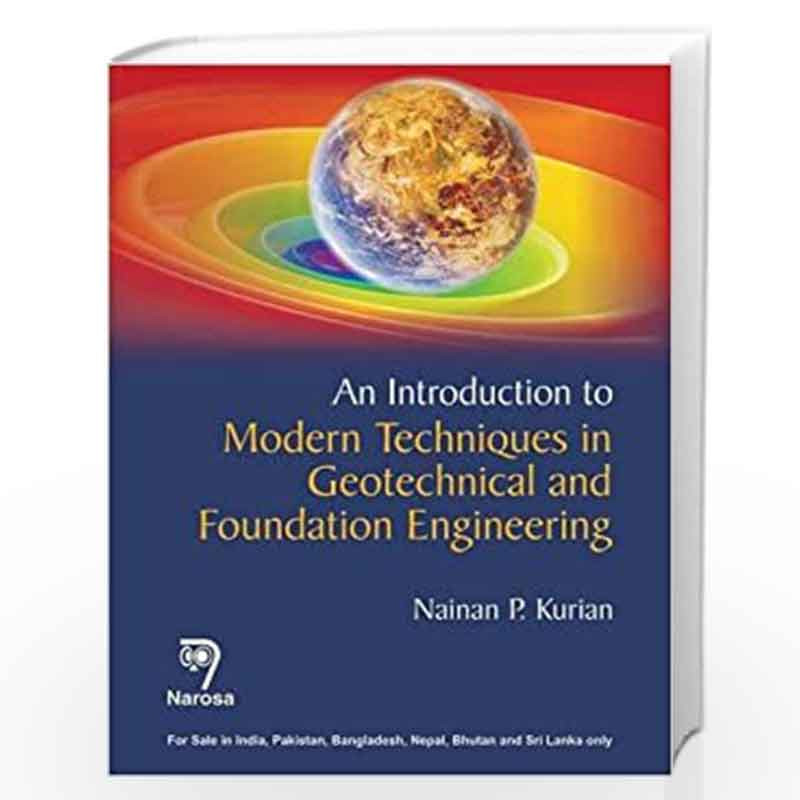 An Introduction to
Modern Techniques in
Geotechnical and
Foundation Engineering
Nainan P. Kurian
Narosa
For Sale in India, Pakistan, Bangladesh, Nepal, Bhutan and Sri Lanka only